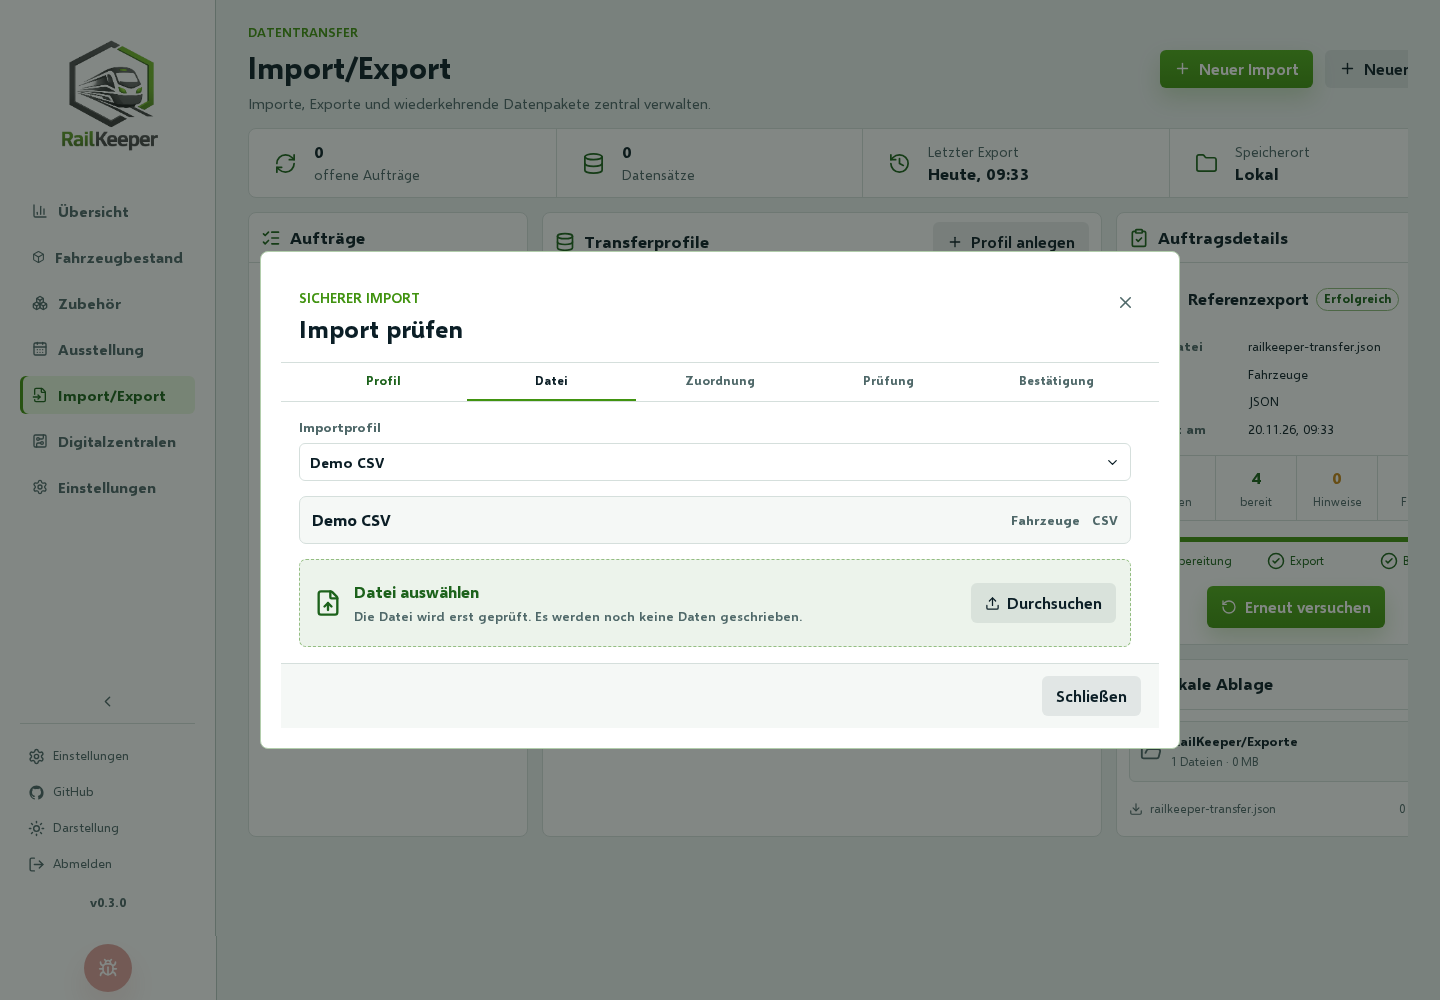 RailKeeper
Übersicht
Fahrzeugbestand
Zubehör
Ausstellung
Import/Export
Digitalzentralen
Einstellungen
Einstellungen
GitHub
Darstellung
Abmelden
v0.3.0
DATENTRANSFER
Import/Export
Importe, Exporte und wiederkehrende Datenpakete zentral verwalten.
Neuer Import
Neuer
0
offene Aufträge
0
Datensätze
Letzter Export
Heute, 09:33
Speicherort
Lokal
Aufträge
Transferprofile
Profil anlegen
Auftragsdetails
SICHERER IMPORT
Import prüfen
Profil
Datei
Zuordnung
Prüfung
Bestätigung
Importprofil
Demo CSV
Demo CSV
Fahrzeuge CSV
Datei auswählen
Die Datei wird erst geprüft. Es werden noch keine Daten geschrieben.
Durchsuchen
Schließen
Referenzexport
Erfolgreich
railkeeper-transfer.json
Fahrzeuge
JSON
am
20.11.26, 09:33
4
bereit
0
Hinweise
Export
Erneut versuchen
RailKeeper/Exporte
1 Dateien · 0 MB
railkeeper-transfer.json
0